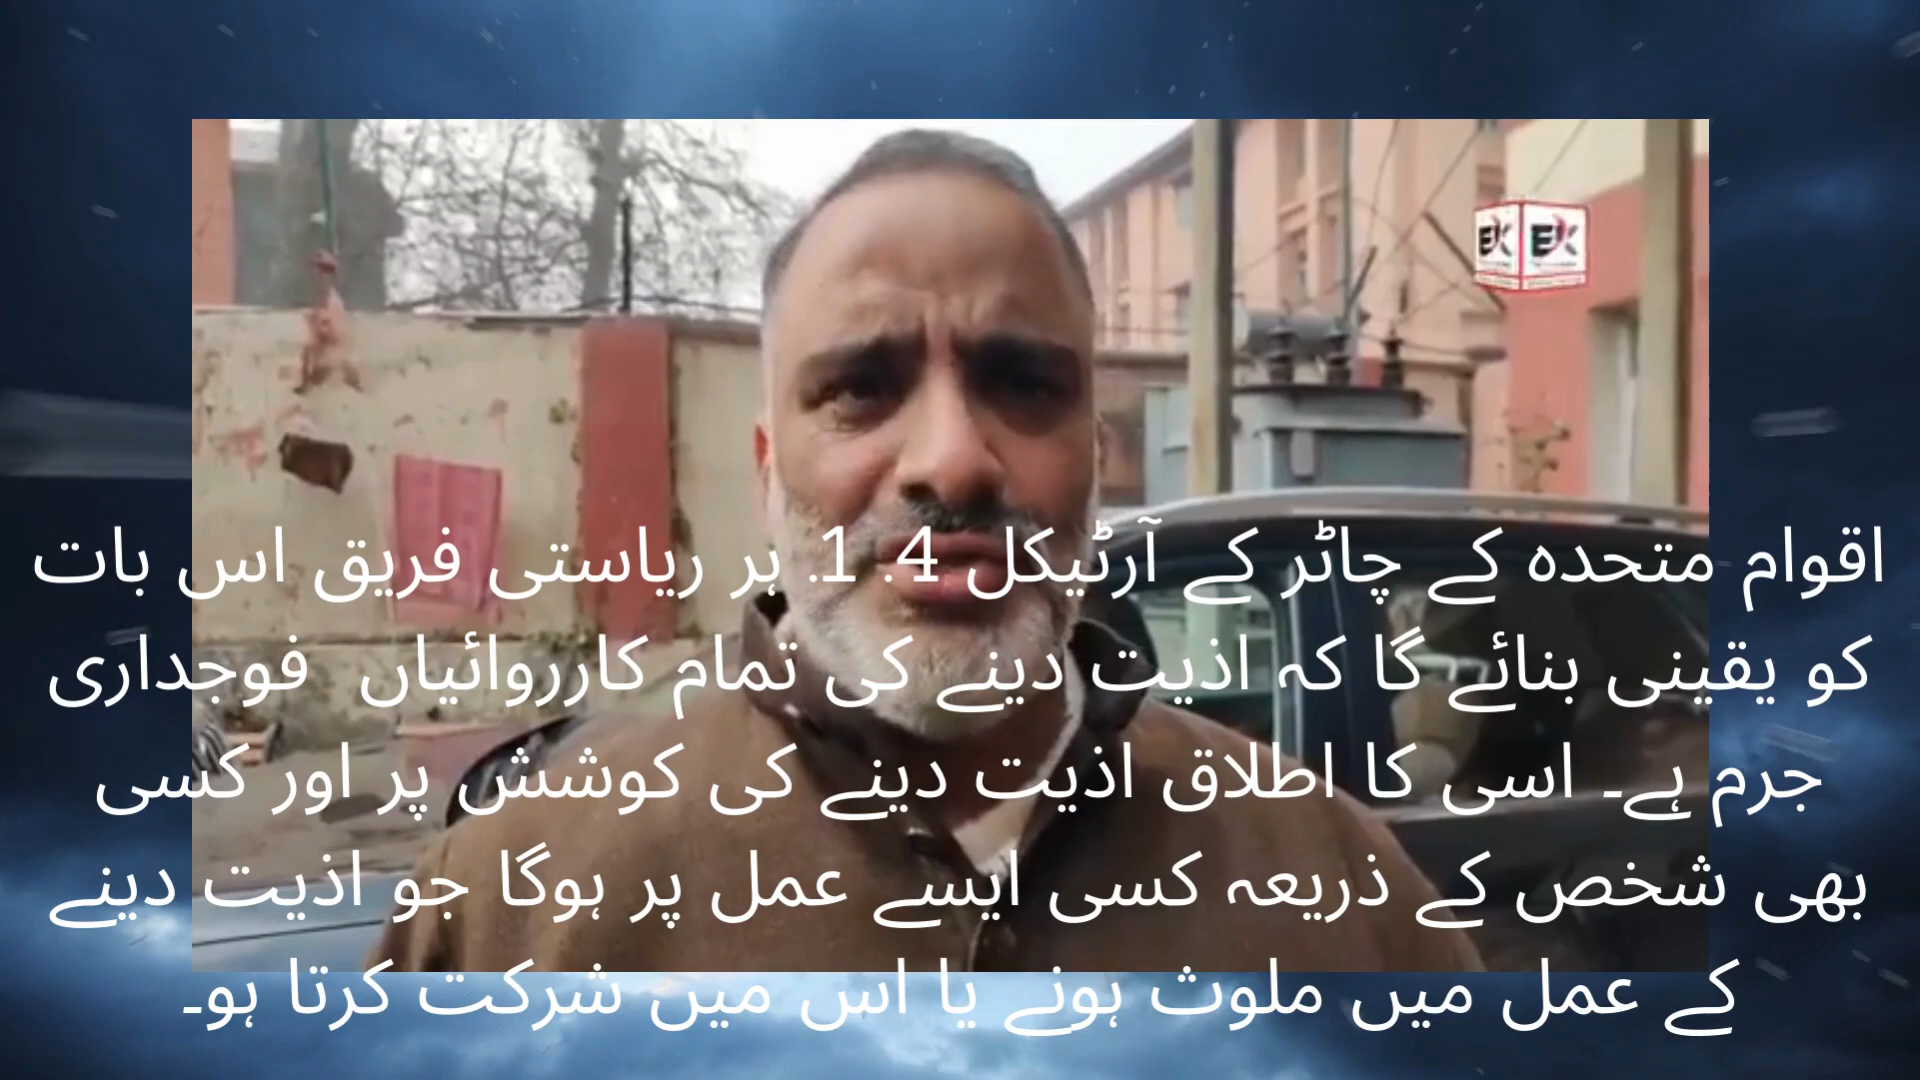 EK EK
اقوام متحدہ کے چاٹر کے آرٹیکل 4. 1. ہر ریاستی فریق اس بات
کو یقینی بنائے گا کہ اذیت دینے کی تمام کارروائیاں فوجداری
جرم ہے۔ اسی کا اطلاق اذیت دینے کی کوشش پر اور کسی
بھی شخص کے ذریعہ کسی ایسے عمل پر ہوگا جو اذیت دینے
کے عمل میں ملوث ہونے یا اس میں شرکت کرتا ہو۔